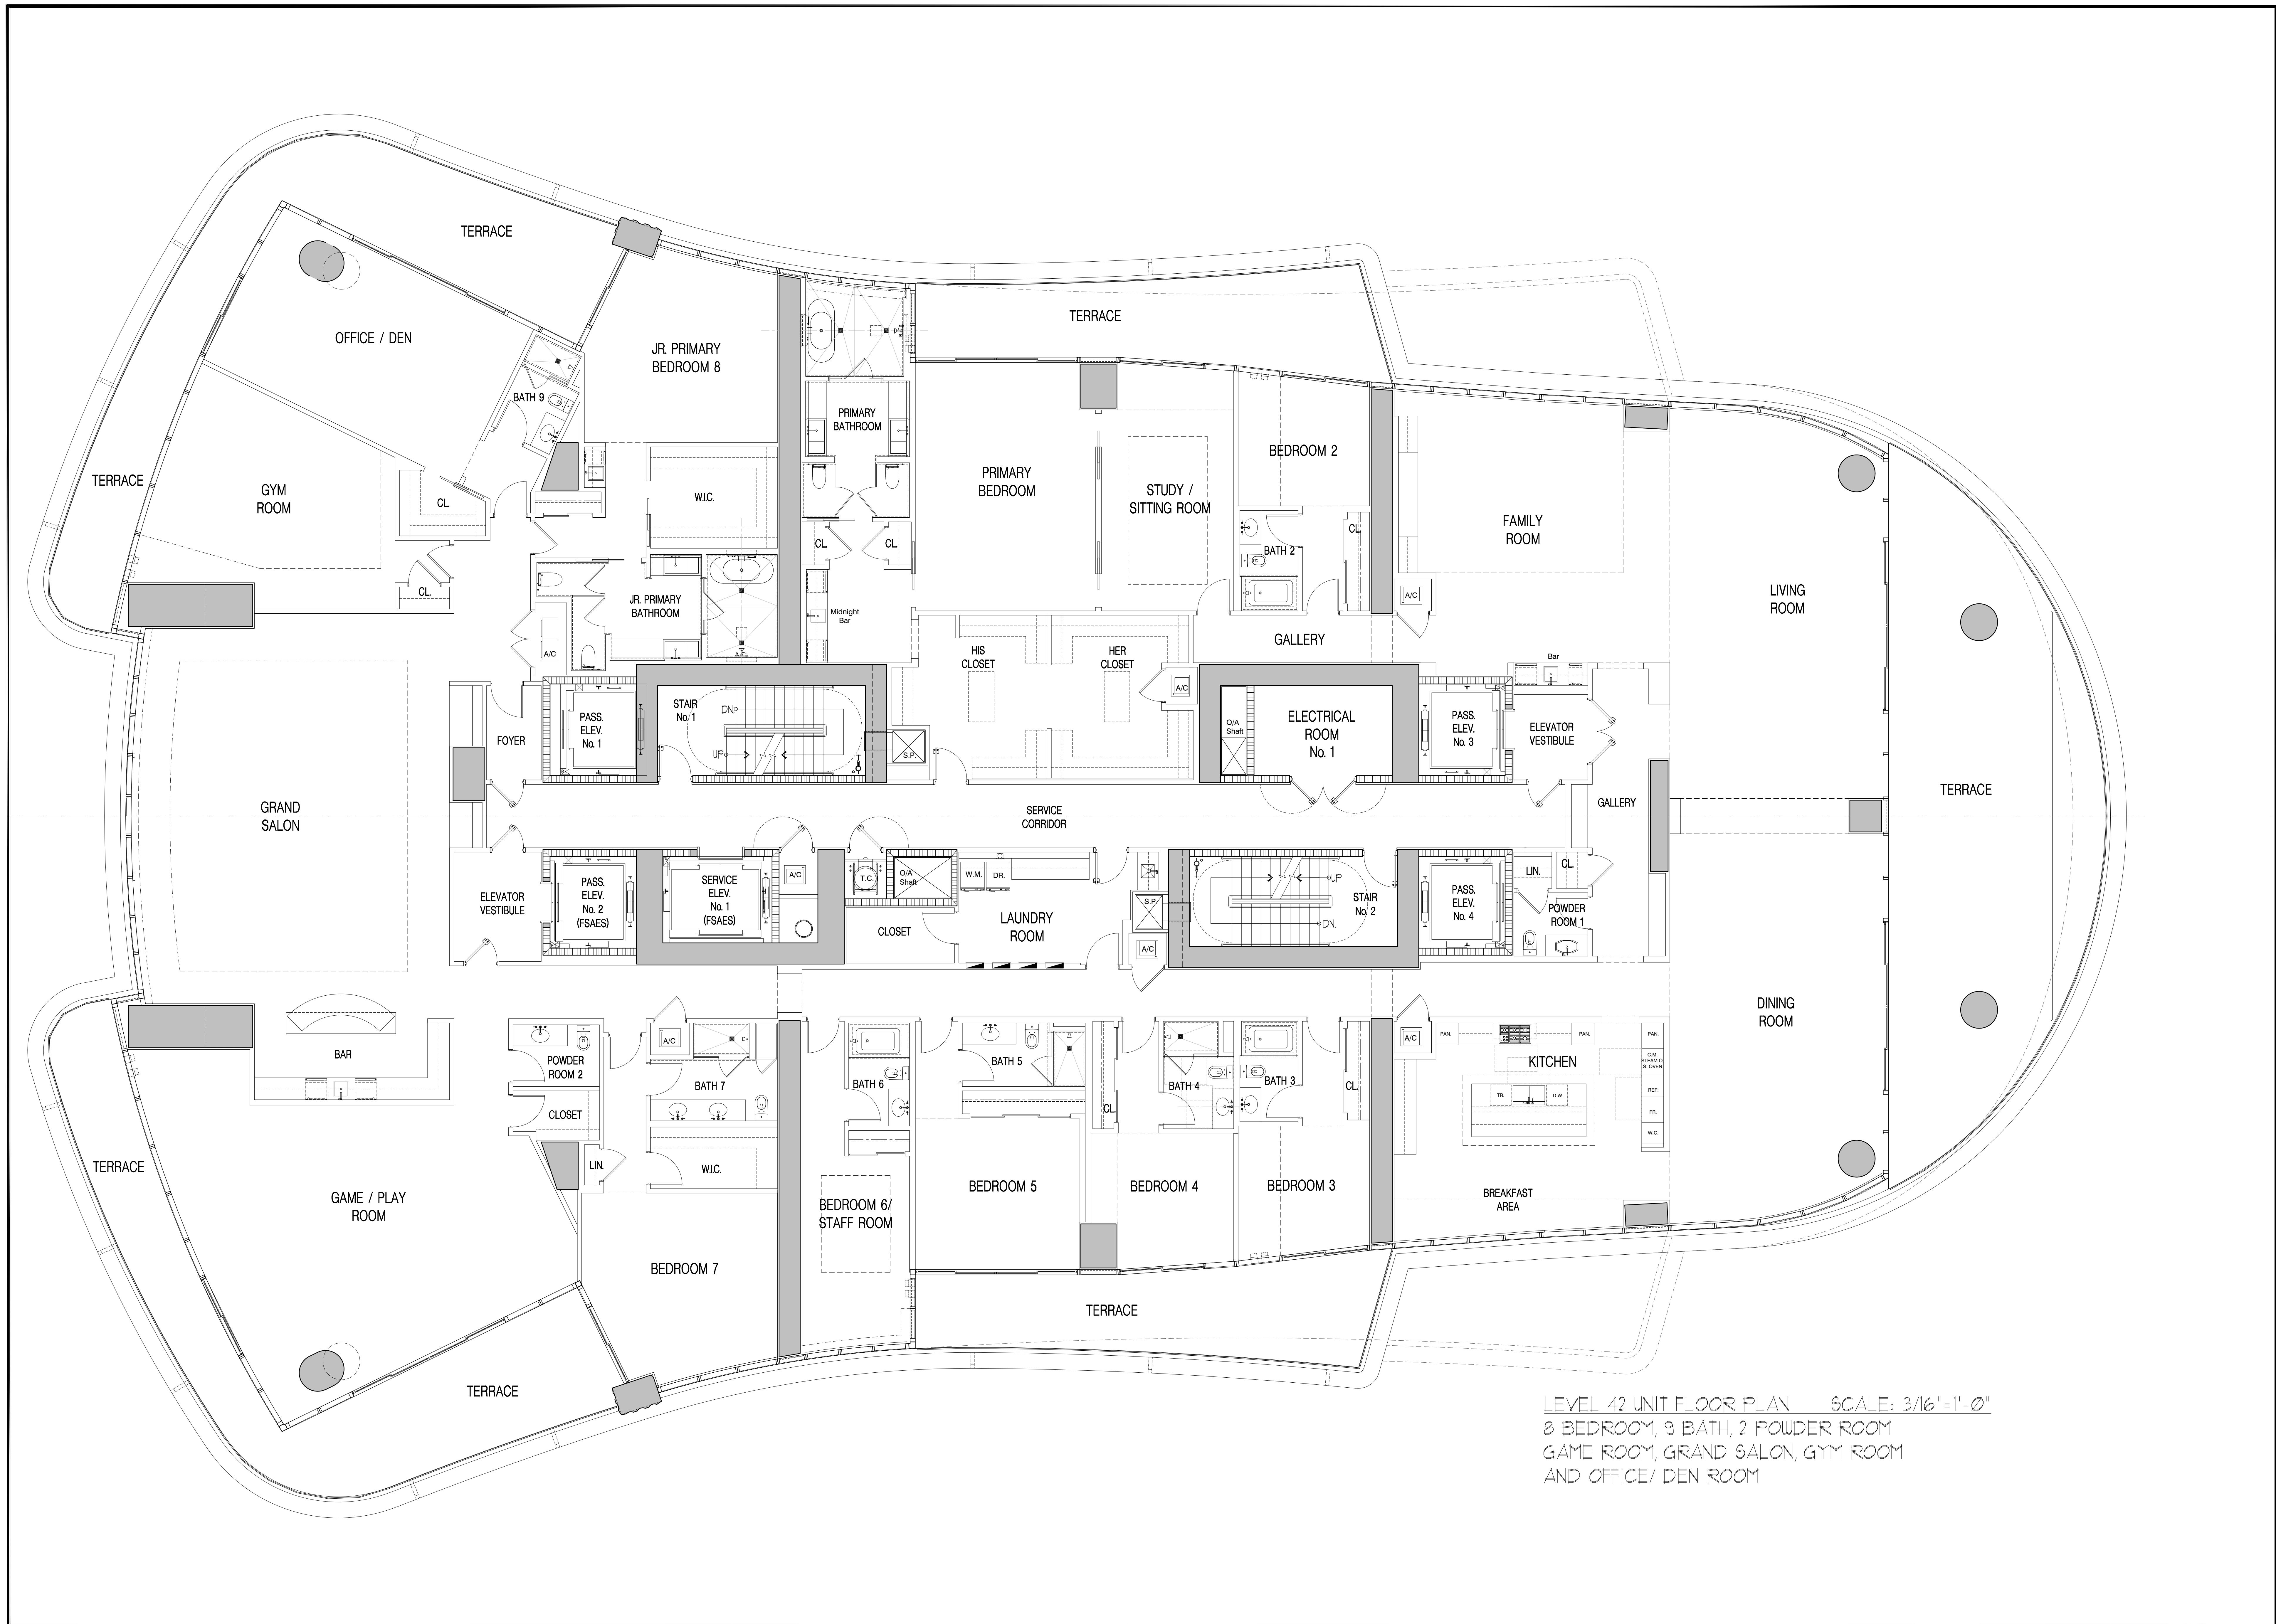 TERRACE
OFFICE / DEN
JR. PRIMARY
BEDROOM 8
BATH 9
TERRACE
GYM
ROOM
CL.
W.I.C.
CL.
JR. PRIMARY
BATHROOM
A/C
PRIMARY
BATHROOM
CL.
CL.
Midnight
Bar
TERRACE
PRIMARY
BEDROOM
STUDY /
SITTING ROOM
BEDROOM 2
BATH 2
CL.
FAMILY
ROOM
LIVING
ROOM
A/C
GALLERY
HIS
CLOSET
HER
CLOSET
A/C
Bar
FOYER
PASS.
ELEV.
No. 1
STAIR
No. 1
DN.
UP
S.P.
O/A
Shaft
ELECTRICAL
ROOM
No. 1
PASS.
ELEV.
No. 3
ELEVATOR
VESTIBULE
GRAND
SALON
SERVICE
CORRIDOR
GALLERY
TERRACE
ELEVATOR
VESTIBULE
PASS.
ELEV.
No. 2
(FSAES)
SERVICE
ELEV.
No. 1
(FSAES)
A/C
T.C.
O/A
Shaft
CLOSET
W.M.
DR.
LAUNDRY
ROOM
S.P.
A/C
UP
DN.
STAIR
No. 2
PASS.
ELEV.
No. 4
LIN.
CL.
POWDER
ROOM 1
BAR
POWDER
ROOM 2
CLOSET
LIN.
A/C
BATH 7
W.I.C.
BATH 6
BATH 5
CL.
BATH 4
BATH 3
CL.
A/C
PAN.
PAN.
PAN.
KITCHEN
C.M.
STEAM O.
S. OVEN
REF.
FR.
W.C.
TR.
D.W.
DINING
ROOM
TERRACE
GAME / PLAY
ROOM
BEDROOM 7
BEDROOM 6/
STAFF ROOM
BEDROOM 5
BEDROOM 4
BEDROOM 3
BREAKFAST
AREA
TERRACE
TERRACE
LEVEL 42 UNIT FLOOR PLAN SCALE: 3/16"=1'-0"
8 BEDROOM, 9 BATH, 2 POWDER ROOM
GAME ROOM, GRAND SALON, GYM ROOM
AND OFFICE/ DEN ROOM